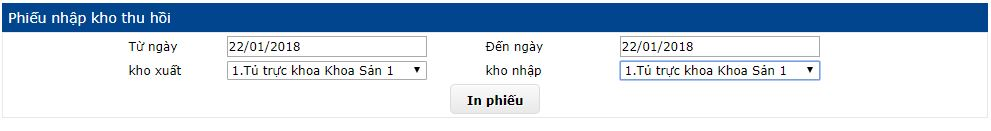 Phiếu nhập kho thu hồi
Từ ngày 22/01/2018 Đến ngày 22/01/2018
kho xuất 1.Tủ trực khoa Khoa Sản 1 kho nhập 1.Tủ trực khoa Khoa Sản 1
In phiếu